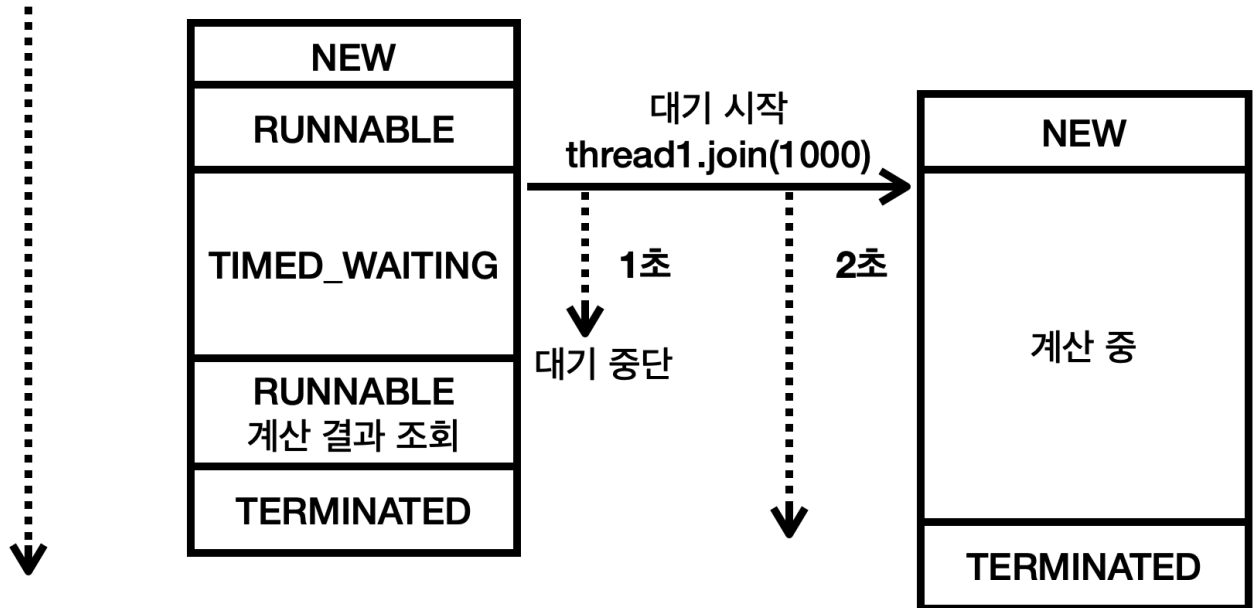 NEW
RUNNABLE
TIMED_WAITING
RUNNABLE
계산 결과 조회
TERMINATED
대기 시작
thread1.join(1000)
1초
2초
대기 중단
NEW
계산 중
TERMINATED